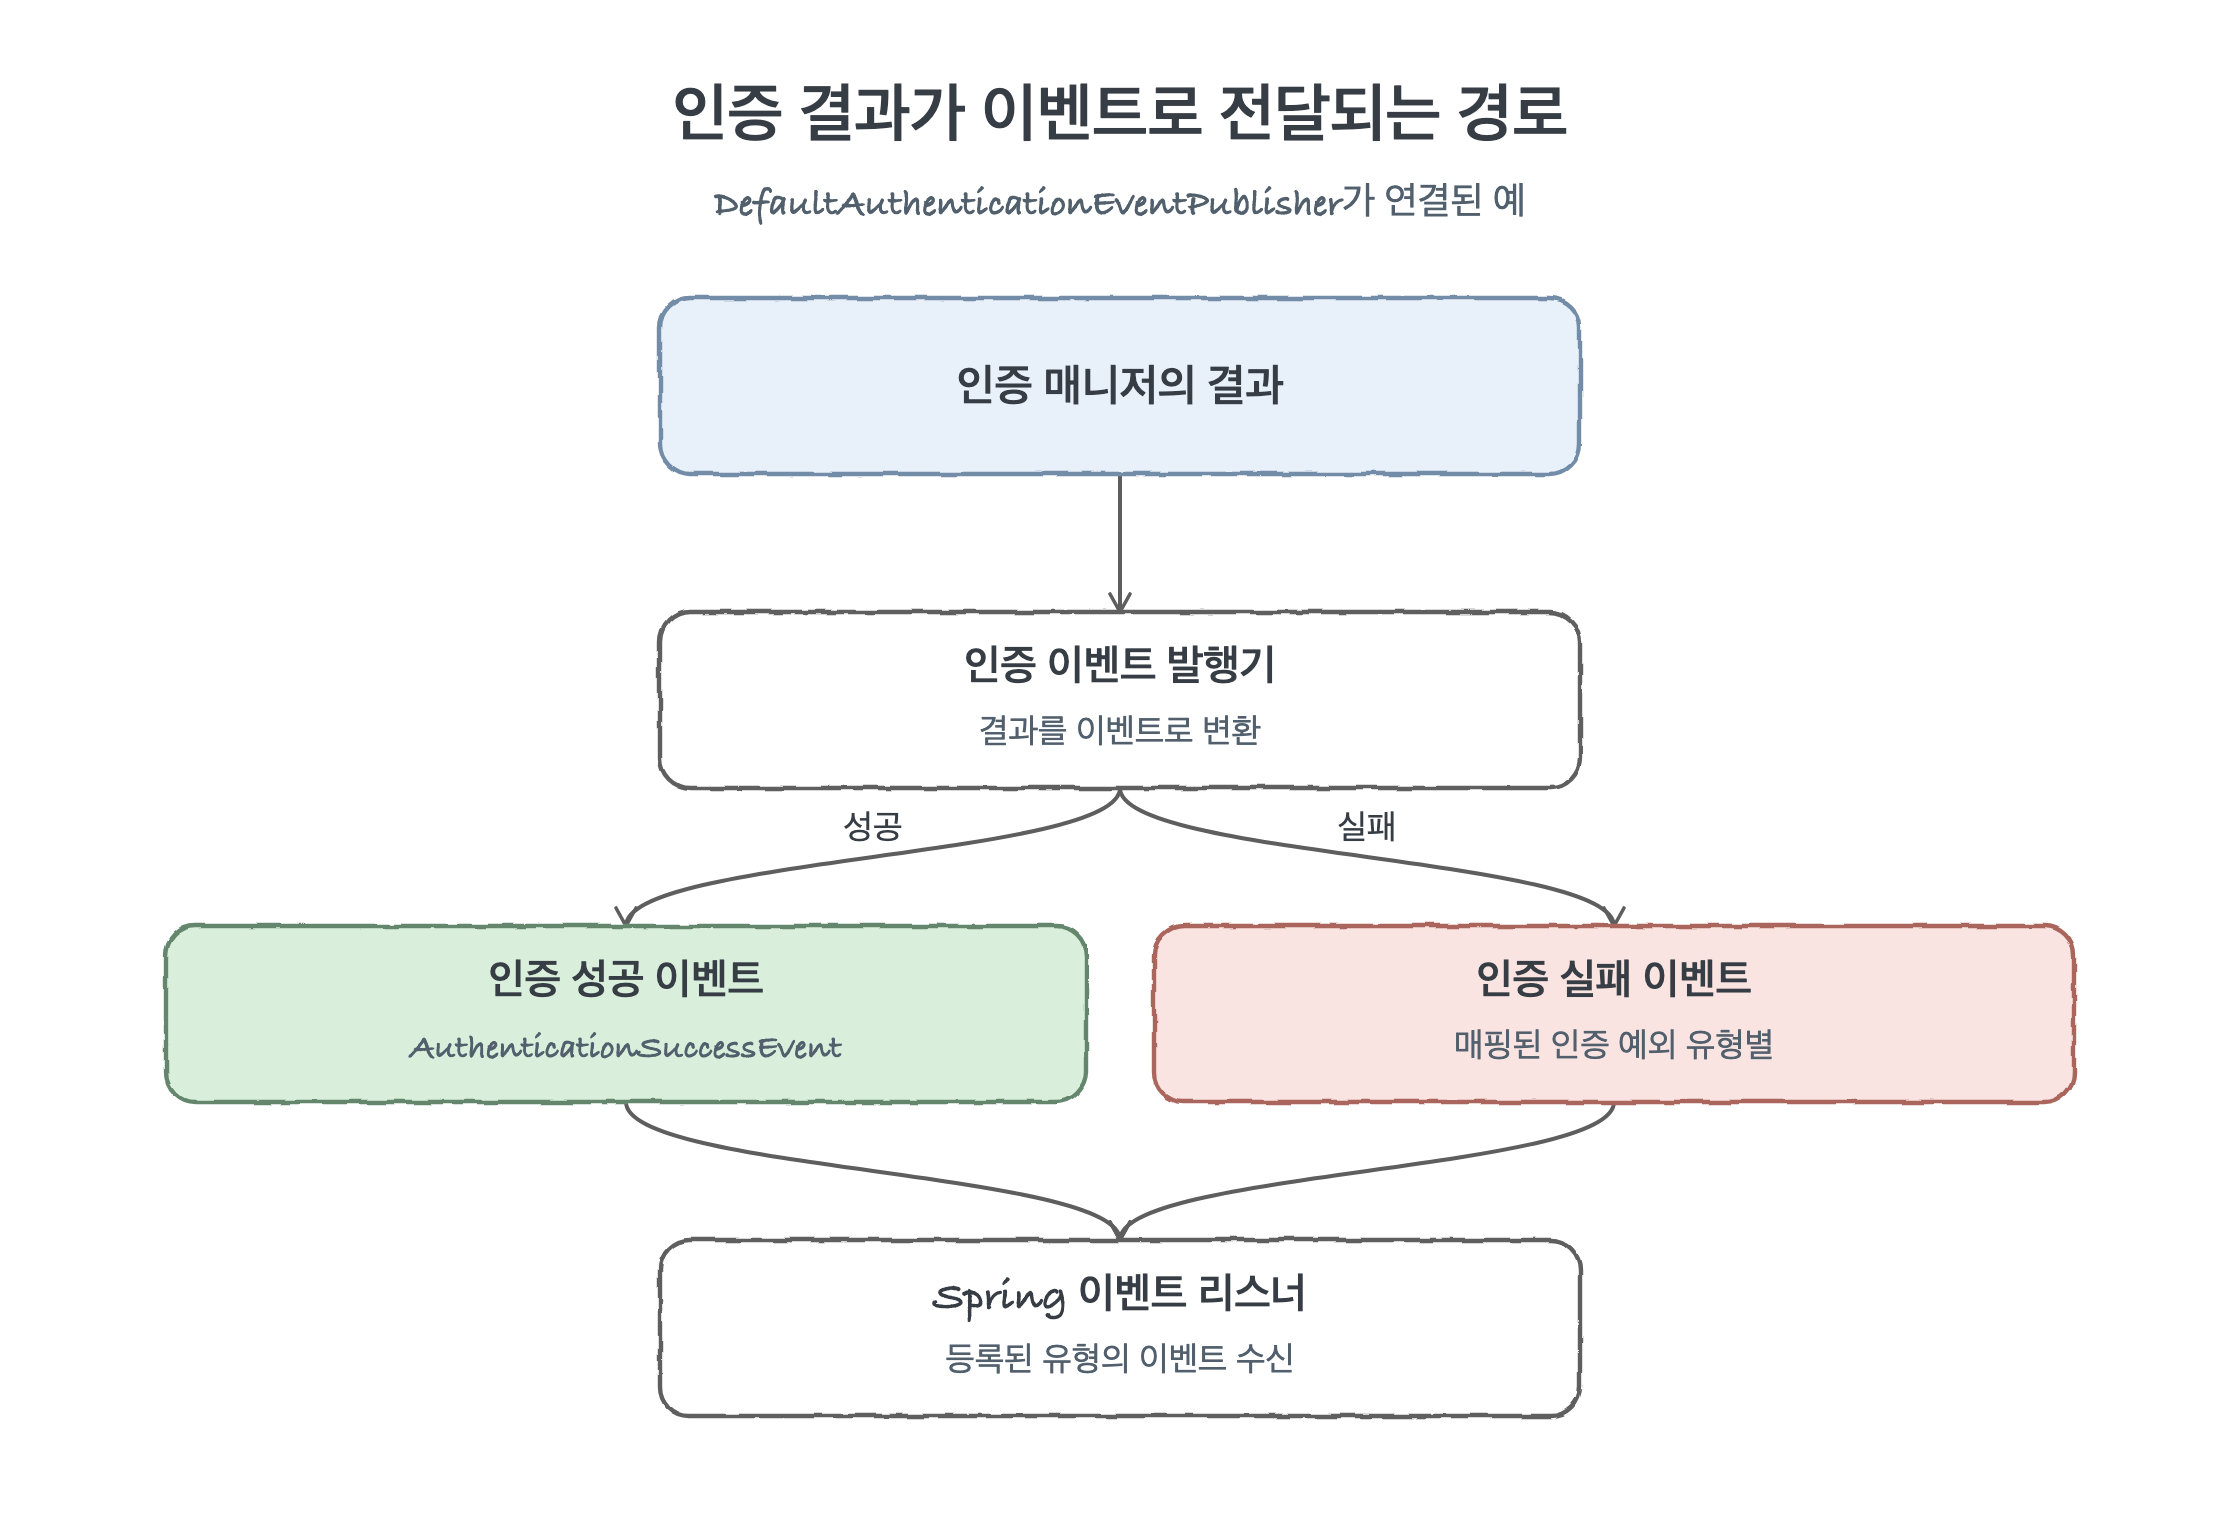 인증 결과가 이벤트로 전달되는 경로
DefaultAuthenticationEventPublisher가 연결된 예
인증 매니저의 결과
인증 이벤트 발행기
결과를 이벤트로 변환
성공
실패
인증 성공 이벤트
AuthenticationSuccessEvent
인증 실패 이벤트
매핑된 인증 예외 유형별
Spring 이벤트 리스너
등록된 유형의 이벤트 수신